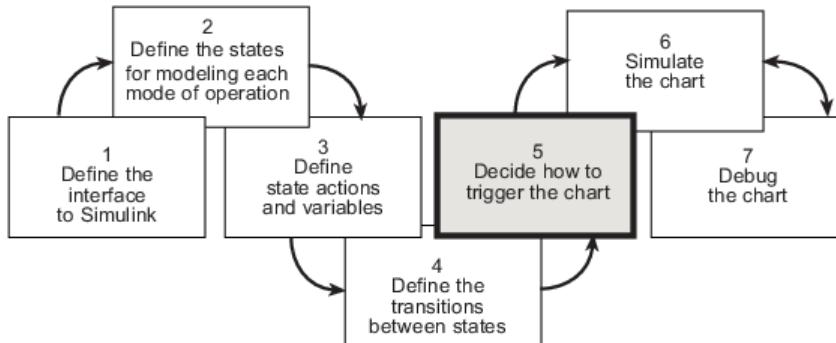 1
Define the
interface
to Simulink
2
Define the states
for modeling each
mode of operation
3
Define
state actions
and variables
4
Define the
transitions
between states
5
Decide how to
trigger the chart
6
Simulate
the chart
7
Debug
the chart